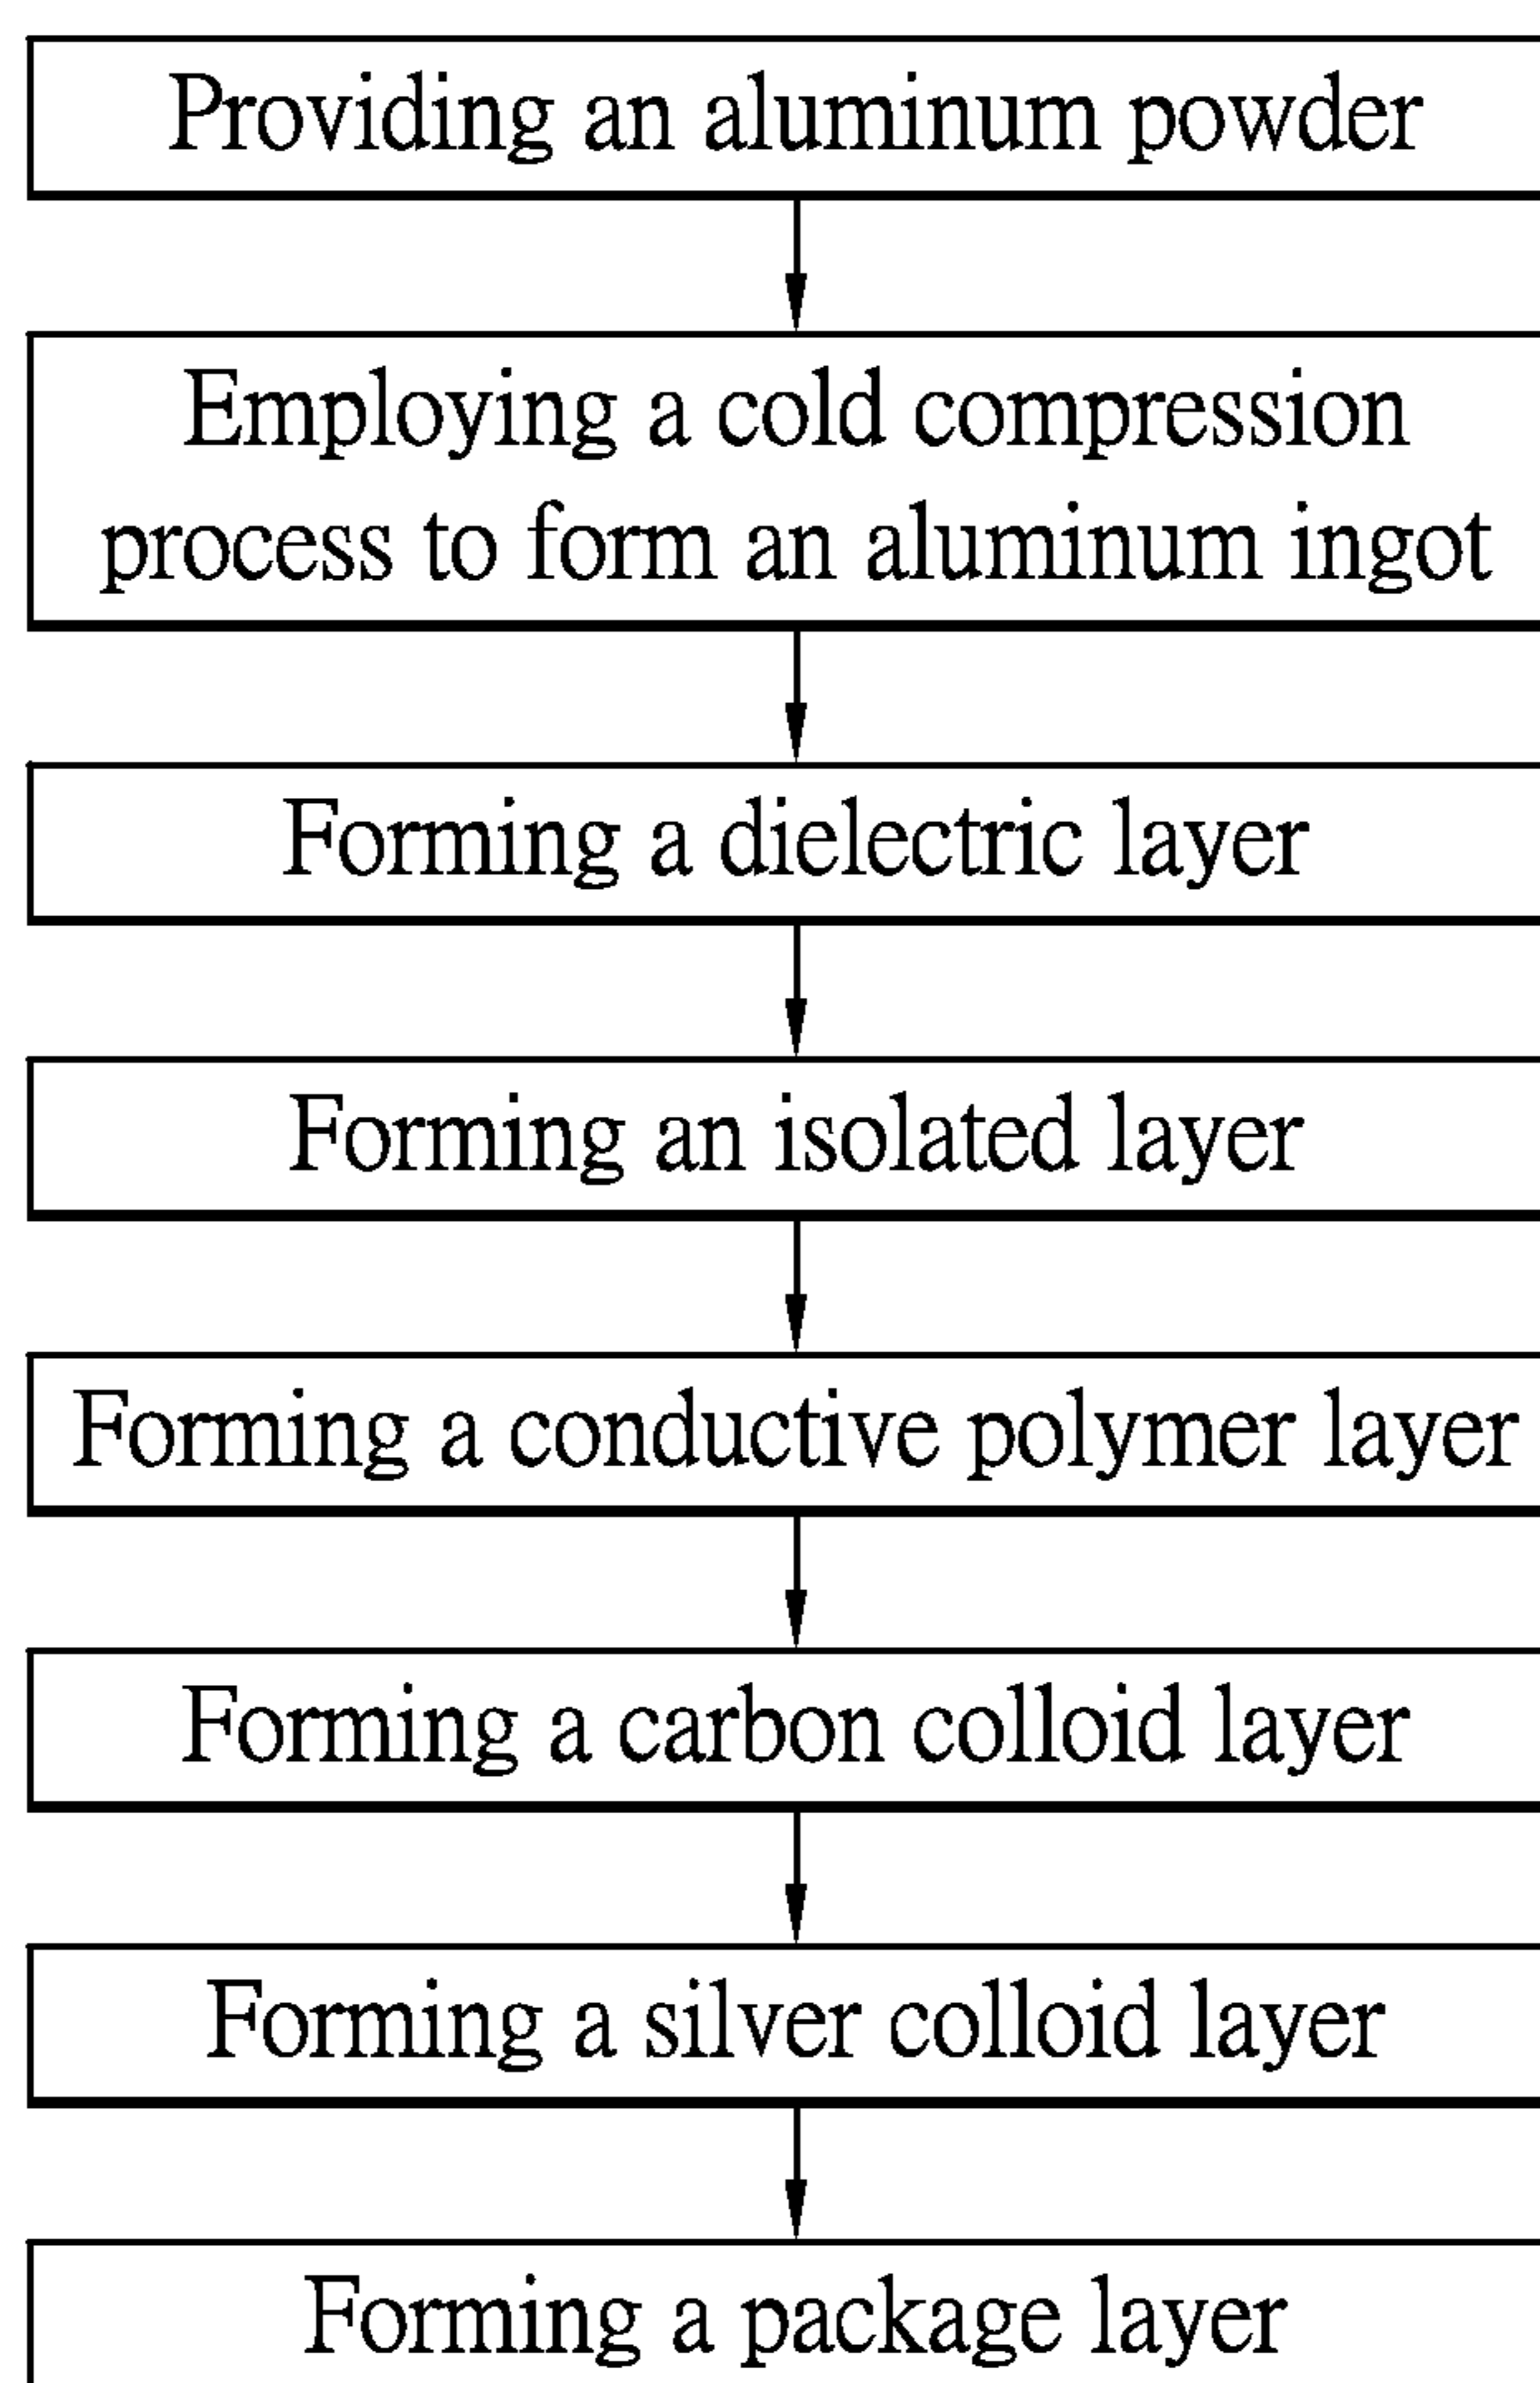 Providing an aluminum powder
Employing a cold compression
process to form an aluminum ingot
Forming a dielectric layer
Forming an isolated layer
Forming a conductive polymer layer
Forming a carbon colloid layer
Forming a silver colloid layer
Forming a package layer